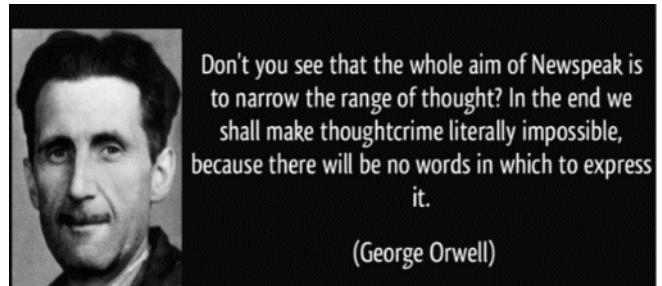 Don't you see that the whole aim of Newspeak is
to narrow the range of thought? In the end we
shall make thoughtcrime literally impossible,
because there will be no words in which to express
it.
(George Orwell)